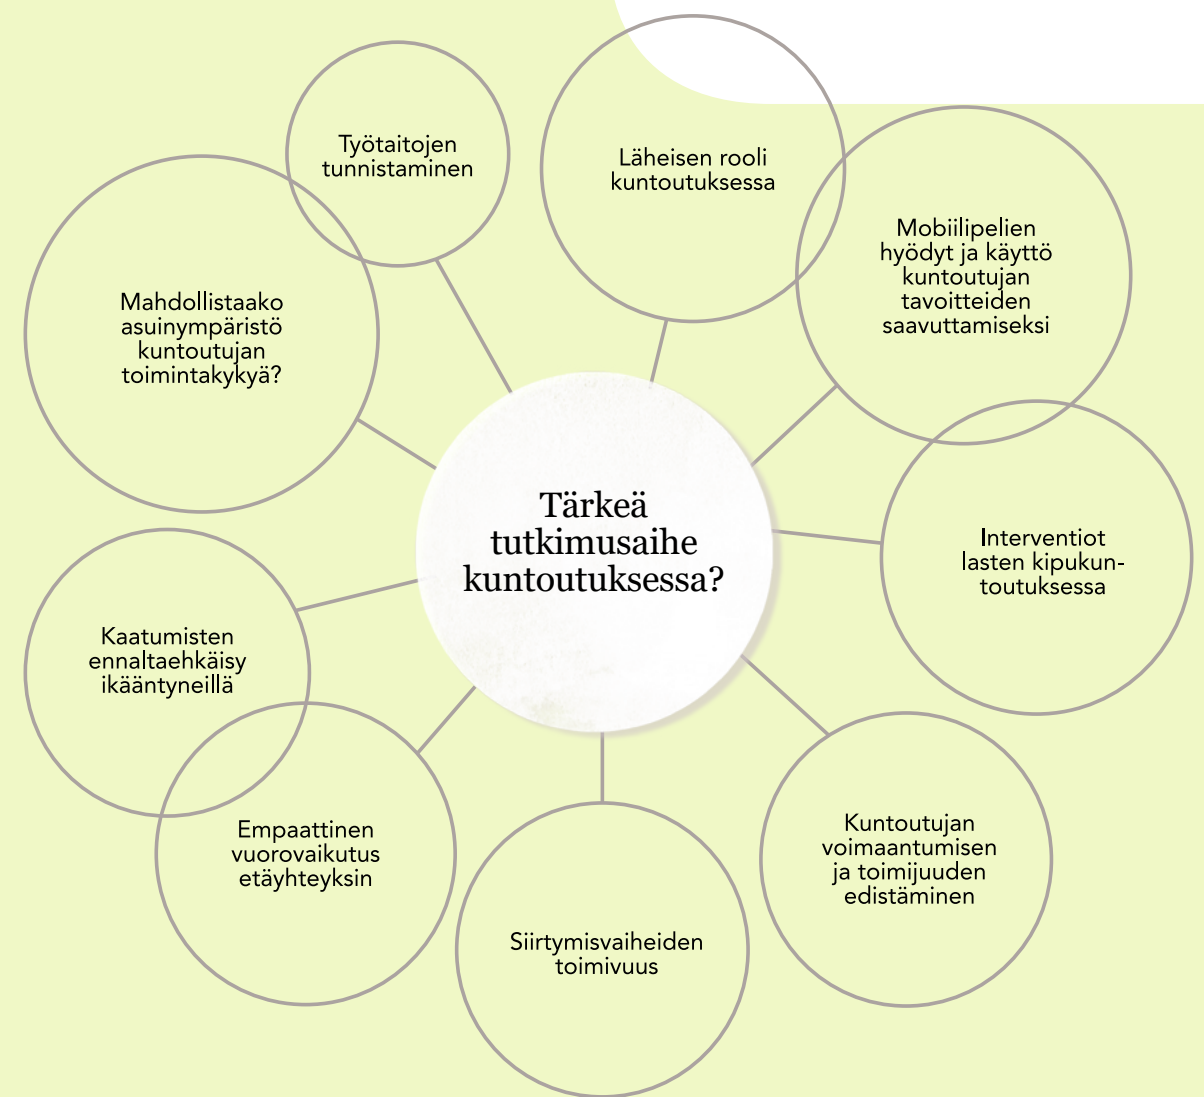 Työtaitojen
tunnistaminen
Läheisen rooli
kuntoutuksessa
Mobiilipelien
hyödyt ja käyttö
kuntoutujan
tavoitteiden
saavuttamiseksi
Mahdollistaako
asuinympäristö
kuntoutujan
toimintakykyä?
Tärkeä
tutkimusaihe
kuntoutuksessa?
Interventiot
lasten kipukun-
toutuksessa
Kaatumisten
ennaltaehkäisy
ikääntyneillä
Empaattinen
vuorovaikutus
etäyhteyksin
Kuntoutujan
voimaantumisen
ja toimijuuden
edistäminen
Siirtymisvaiheiden
toimivuus